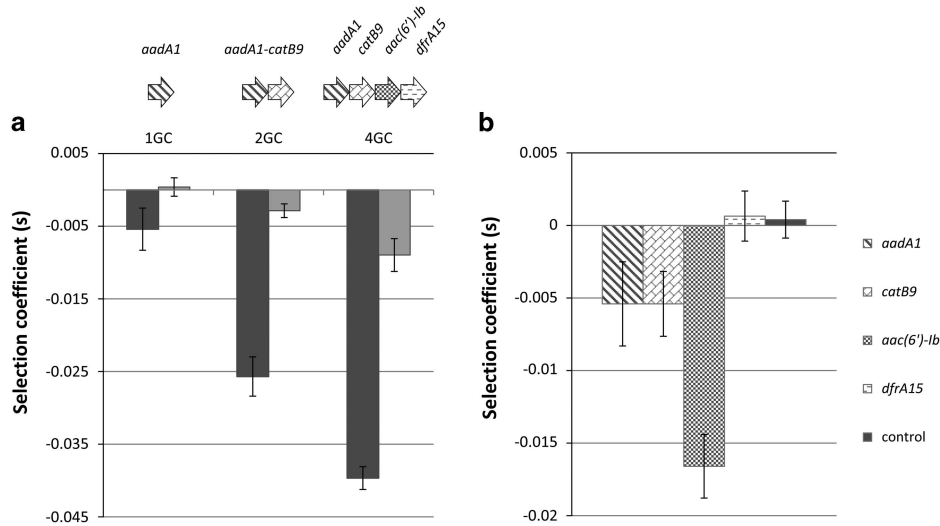 aadA1
aadA1-catB9
aadA1
catB9
aac(6')-Ib
dfrA15
a
1GC
2GC
4GC
0.005
-0.005
-0.015
-0.025
-0.035
-0.045
Selection coefficient (s)
b
0.005
0
-0.005
-0.01
-0.015
-0.02
Selection coefficient (s)
aadA1
catB9
aac(6')-Ib
dfrA15
control